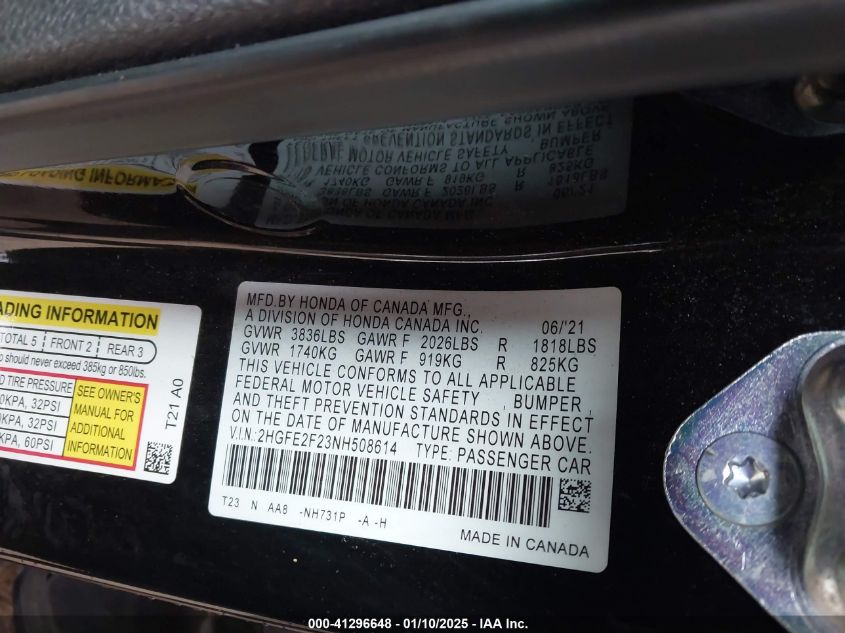 MFD.BY HONDA OF CANADA MFG.,
A DIVISION OF HONDA CANADA INC. 06/'21
GVWR 3836LBS GAWR F 2026LBS R 1818LBS
GVWR 1740KG GAWR F 919KG R 825KG
THIS VEHICLE CONFORMS TO ALL APPLICABLE
FEDERAL MOTOR VEHICLE SAFETY, BUMPER,
AND THEFT PREVENTION STANDARDS IN EFFECT
ON THE DATE OF MANUFACTURE SHOWN ABOVE.
V.I.N.:2HGFE2F23NH508614 TYPE:PASSENGER CAR
T23 N AA8 -NH731P -A-H
MADE IN CANADA
ADING INFORMATION
TOTAL 5 FRONT 2 REAR 3
o should never exceed 385kg or 850lbs.
D TIRE PRESSURE
0KPA, 32PSI
0KPA, 32PSI
KPA, 60PSI
SEE OWNER'S
MANUAL FOR
ADDITIONAL
INFORMATION
T21 A0
000-41296648 - 01/10/2025 - IAA Inc.